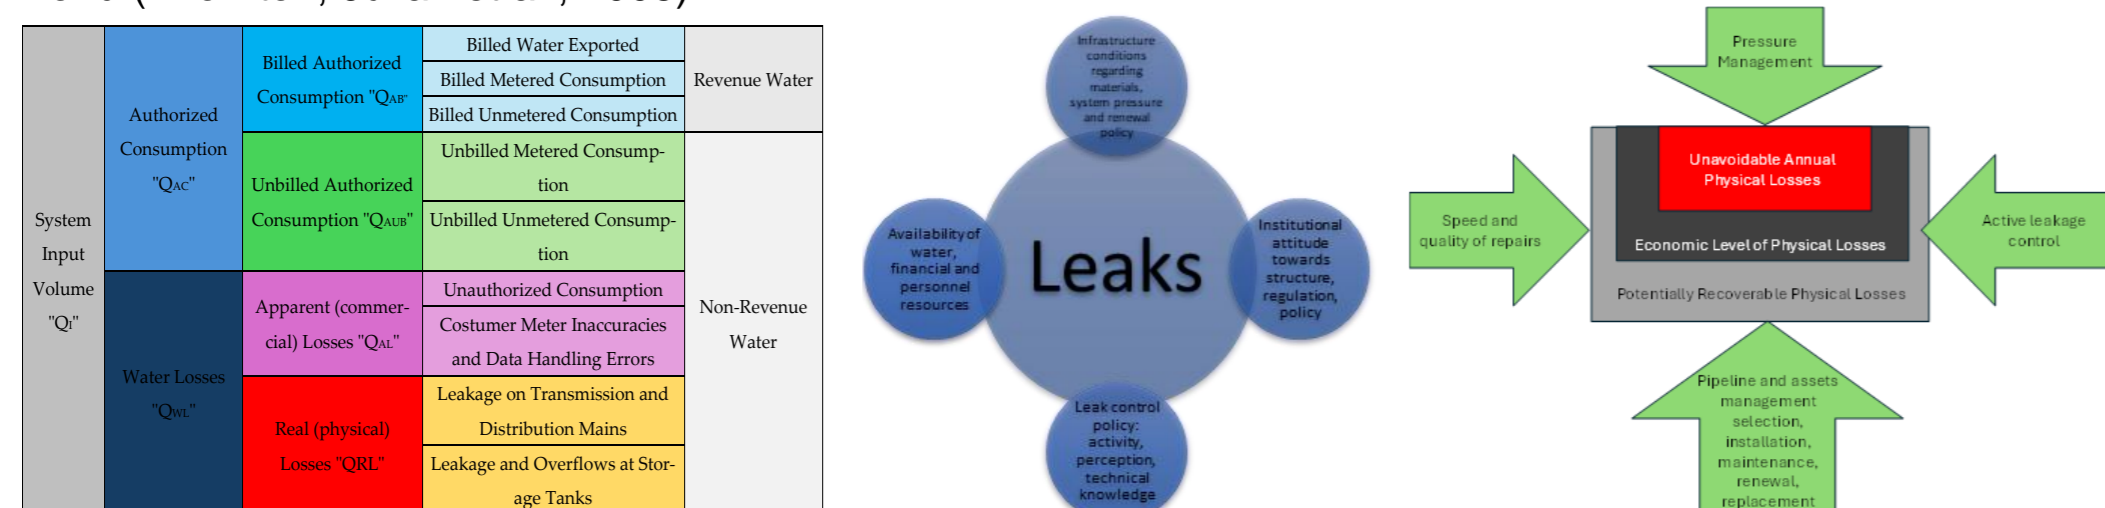 System
Input
Volume
"QI"
Authorized
Consumption
"QAC"
Water Losses
"QWL"
Billed Authorized
Consumption "QAB"
Unbilled Authorized
Consumption "QAUB"
Apparent (commer-
cial) Losses "QAL"
Real (physical)
Losses "QRL"
Billed Water Exported
Billed Metered Consumption
Billed Unmetered Consumption
Unbilled Metered Consump-
tion
Unbilled Unmetered Consump-
tion
Unauthorized Consumption
Costumer Meter Inaccuracies
and Data Handling Errors
Leakage on Transmission and
Distribution Mains
Leakage and Overflows at Stor-
age Tanks
Revenue Water
Non-Revenue
Water
Infrastructure
conditions
regarding
materials,
system pressure
and renewal
policy
Availability of
water,
financial and
personnel
resources
Leaks
Institutional
attitude
towards
structure,
regulation,
policy
Leak control
policy:
activity,
perception,
technical
knowledge
Pressure
Management
Speed and
quality of repairs
Unavoidable Annual
Physical Losses
Economic Level of Physical Losses
Potentially Recoverable Physical Losses
Active leakage
control
Pipeline and assets
management
selection,
installation,
maintenance,
renewal,
replacement